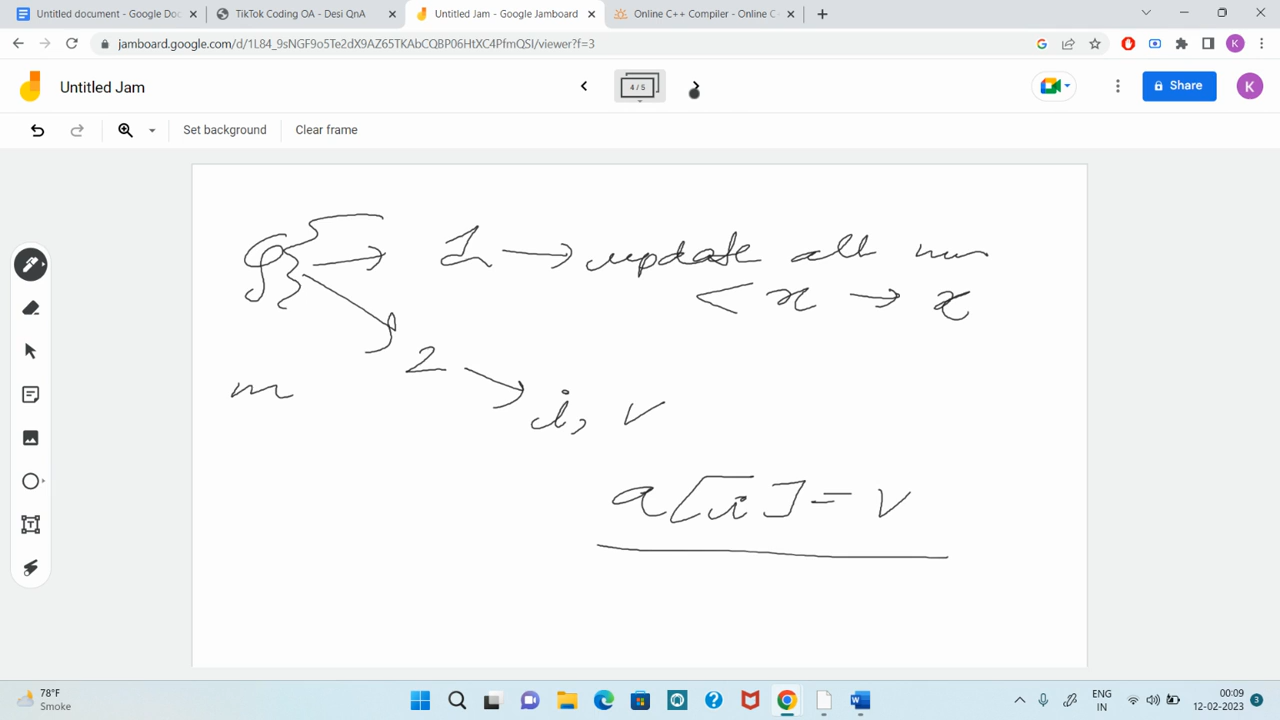 Untitled document - Google Doc
TikTok Coding OA - Desi QnA
Untitled Jam - Google Jamboard
Online C++ Compiler - Online C
jamboard.google.com/d/1L84_9sNGF9o5Te2dX9AZ65TKAbCQBP06HtXC4PfmQSI/viewer?f=3
K
Untitled Jam
4/5
Share
K
Set background
Clear frame
1 → update all num
< x → x
2
m
i, v
a[i] = v
78°F
Smoke
ENG
IN
00:09
12-02-2023
3